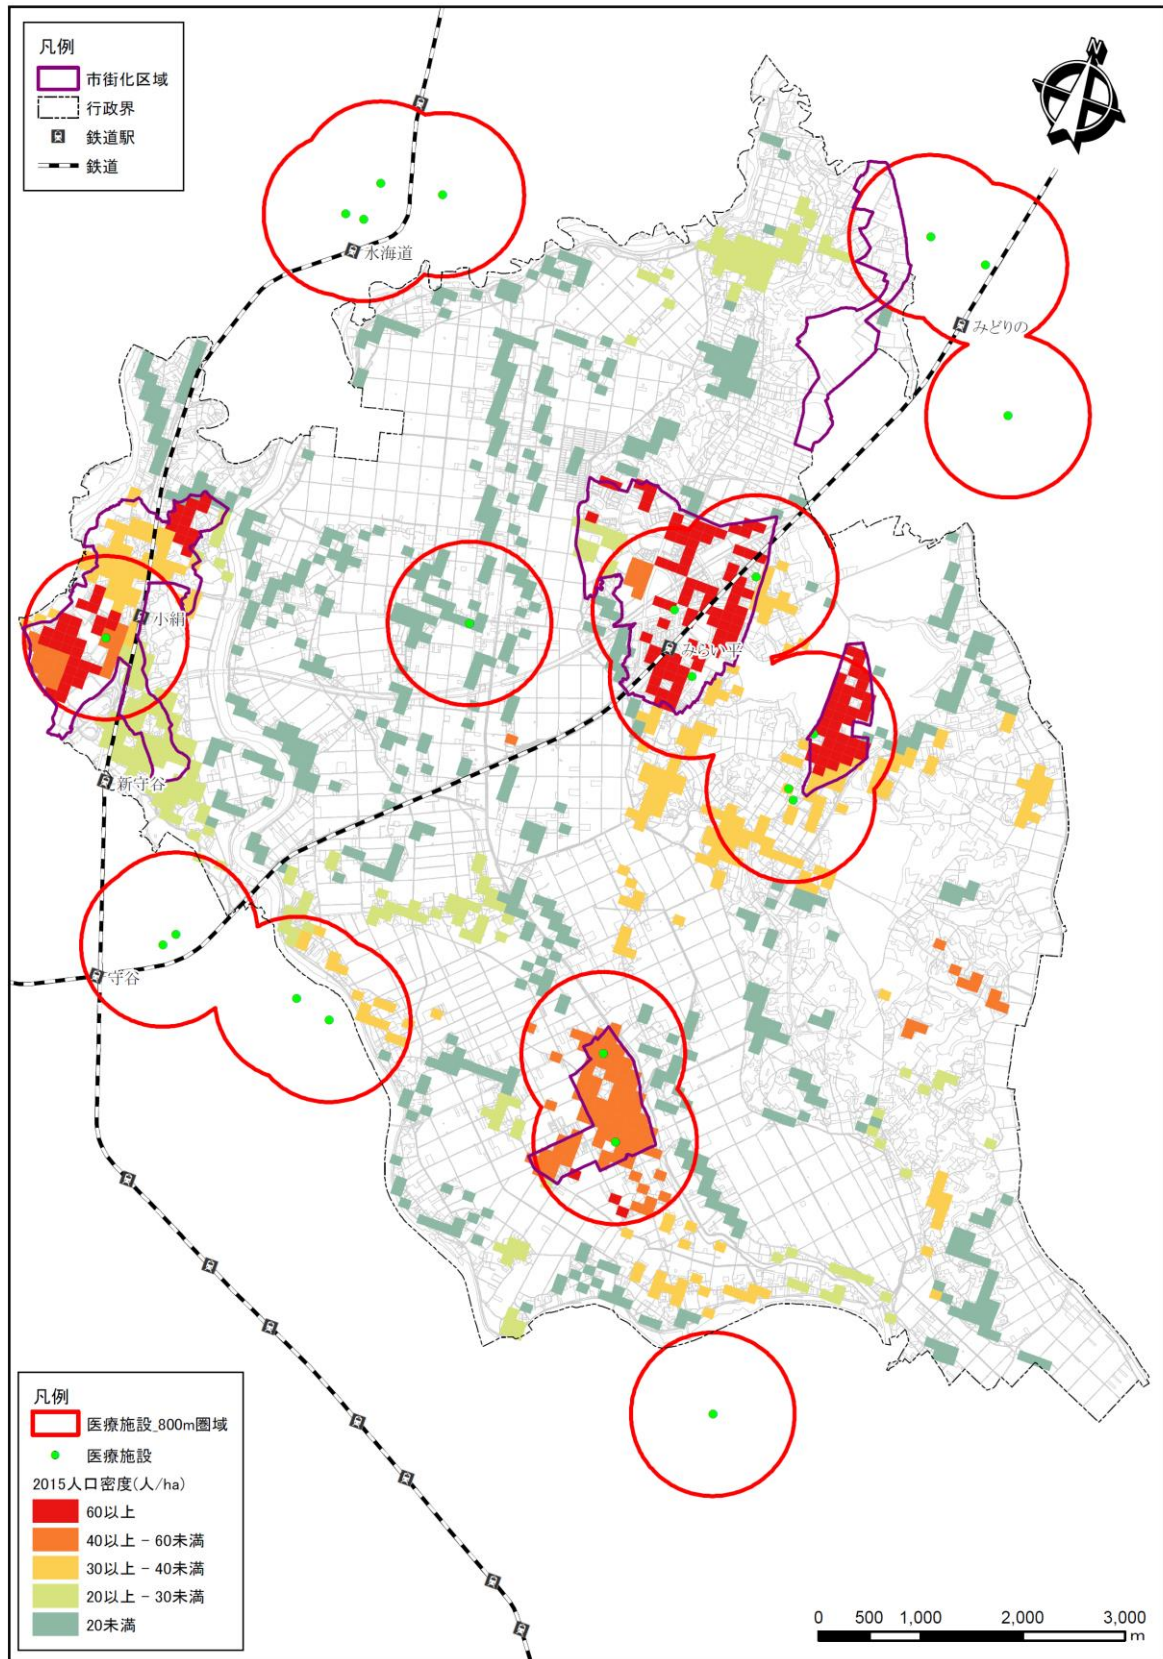 凡例
市街化区域
行政界
鉄道駅
鉄道
N
水海道
みどりの
小絹
みらい平
新守谷
守谷
凡例
医療施設_800m圏域
医療施設
2015人口密度(人/ha)
60以上
40以上 - 60未満
30以上 - 40未満
20以上 - 30未満
20未満
0 500 1,000 2,000 3,000
m